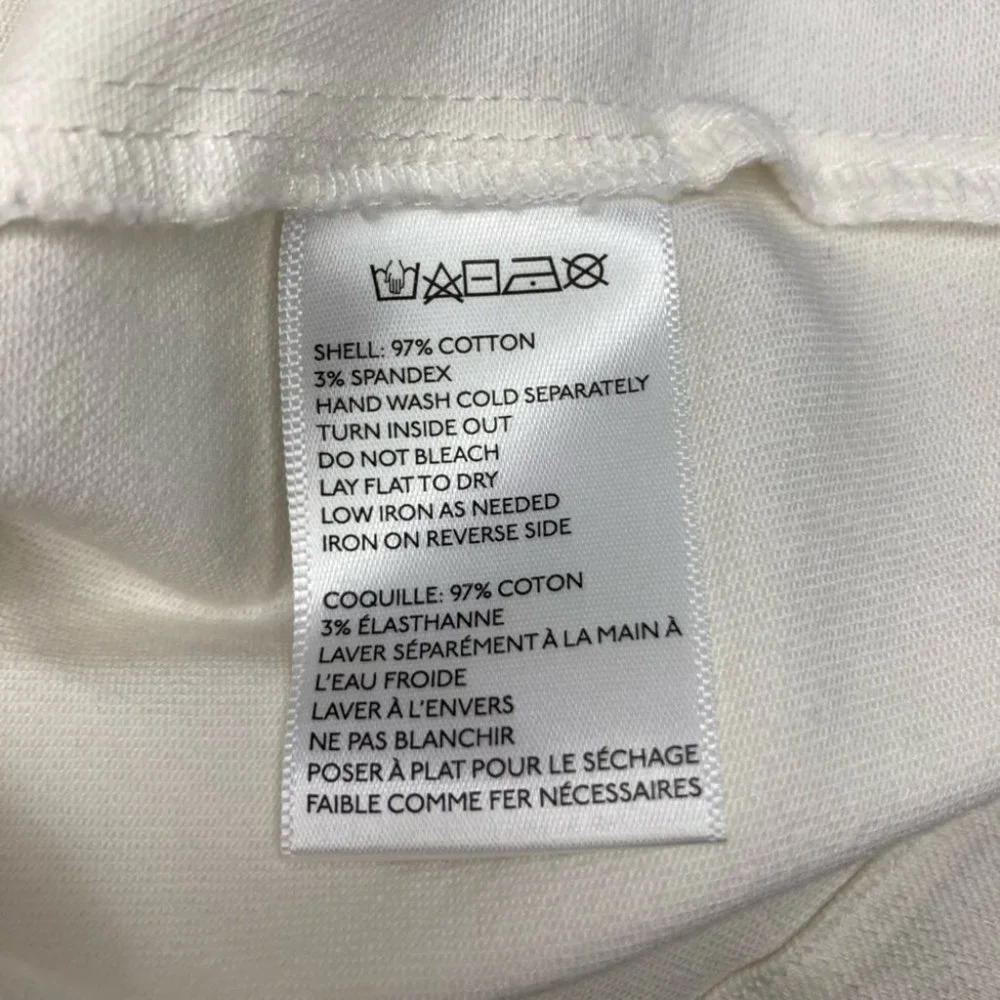 SHELL: 97% COTTON
3% SPANDEX
HAND WASH COLD SEPARATELY
TURN INSIDE OUT
DO NOT BLEACH
LAY FLAT TO DRY
LOW IRON AS NEEDED
IRON ON REVERSE SIDE
COQUILLE: 97% COTON
3% ÉLASTHANNE
LAVER SÉPARÉMENT À LA MAIN À
L'EAU FROIDE
LAVER À L'ENVERS
NE PAS BLANCHIR
POSER À PLAT POUR LE SÉCHAGE
FAIBLE COMME FER NÉCESSAIRES